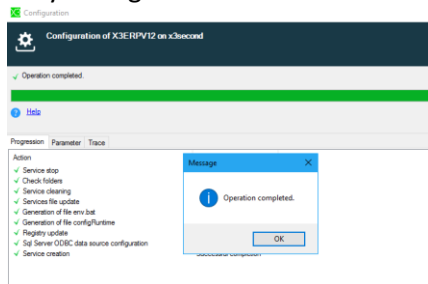 Configuration
Configuration of X3ERPV12 on x3second
Operation completed.
Help
Progression Parameter Trace
Action
Service stop
Check folders
Service cleaning
Services file update
Generation of file env.bat
Generation of file configRuntime
Registry update
Sql Server ODBC data source configuration
Service creation
Message
Operation completed.
OK